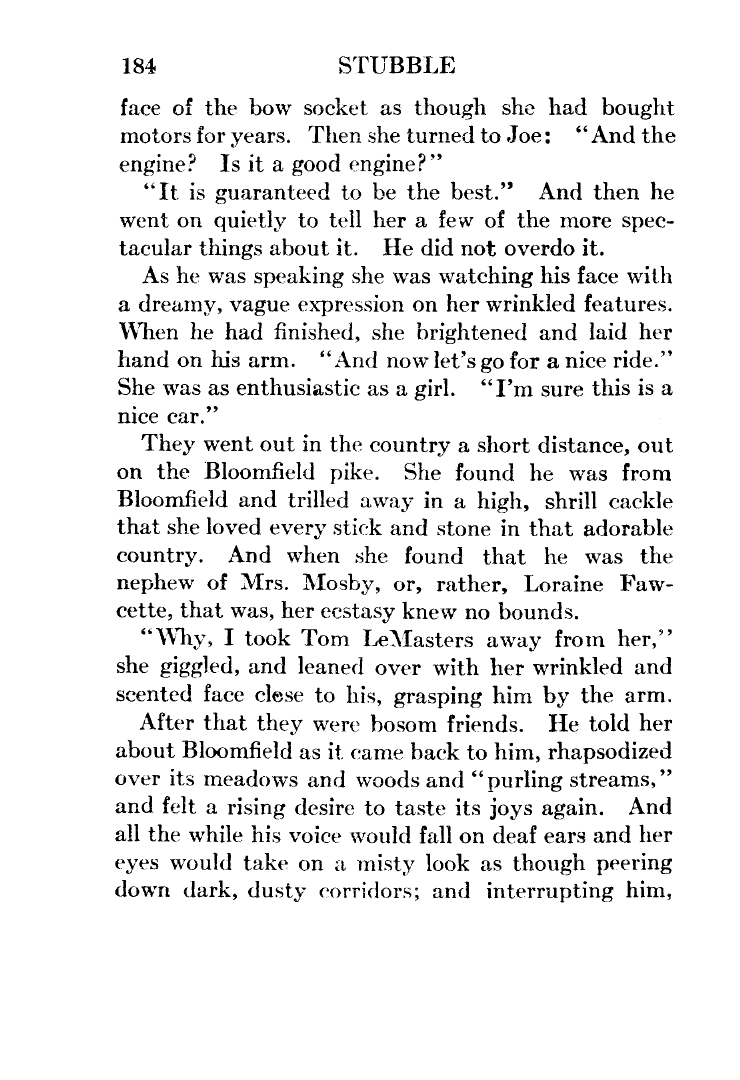 184 STUBBLE
face of the bow socket as though she had bought
motors for years. Then she turned to Joe: "And the
engine? Is it a good engine?"
"It is guaranteed to be the best." And then he
went on quietly to tell her a few of the more spec-
tacular things about it. He did not overdo it.
As he was speaking she was watching his face with
a dreamy, vague expression on her wrinkled features.
When he had finished, she brightened and laid her
hand on his arm. "And now let's go for a nice ride."
She was as enthusiastic as a girl. "I'm sure this is a
nice car."
They went out in the country a short distance, out
on the Bloomfield pike. She found he was from
Bloomfield and trilled away in a high, shrill cackle
that she loved every stick and stone in that adorable
country. And when she found that he was the
nephew of Mrs. Mosby, or, rather, Loraine Faw-
cette, that was, her ecstasy knew no bounds.
"Why, I took Tom LeMasters away from her,"
she giggled, and leaned over with her wrinkled and
scented face close to his, grasping him by the arm.
After that they were bosom friends. He told her
about Bloomfield as it came back to him, rhapsodized
over its meadows and woods and "purling streams,"
and felt a rising desire to taste its joys again. And
all the while his voice would fall on deaf ears and her
eyes would take on a misty look as though peering
down dark, dusty corridors; and interrupting him,